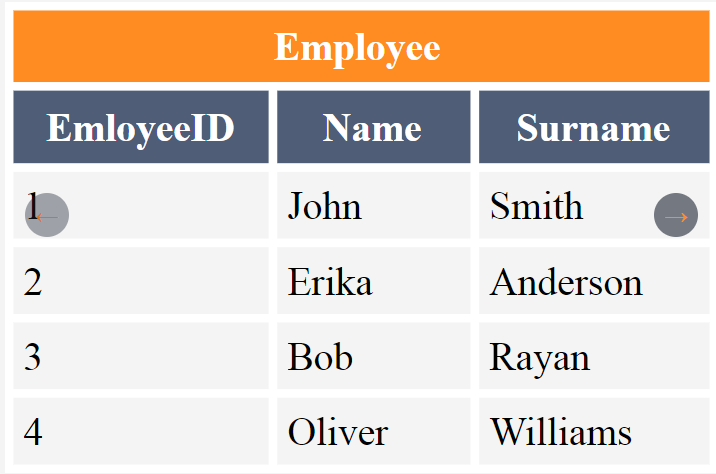 Employee
EmloyeeID Name Surname
1 John Smith
2 Erika Anderson
3 Bob Rayan
4 Oliver Williams